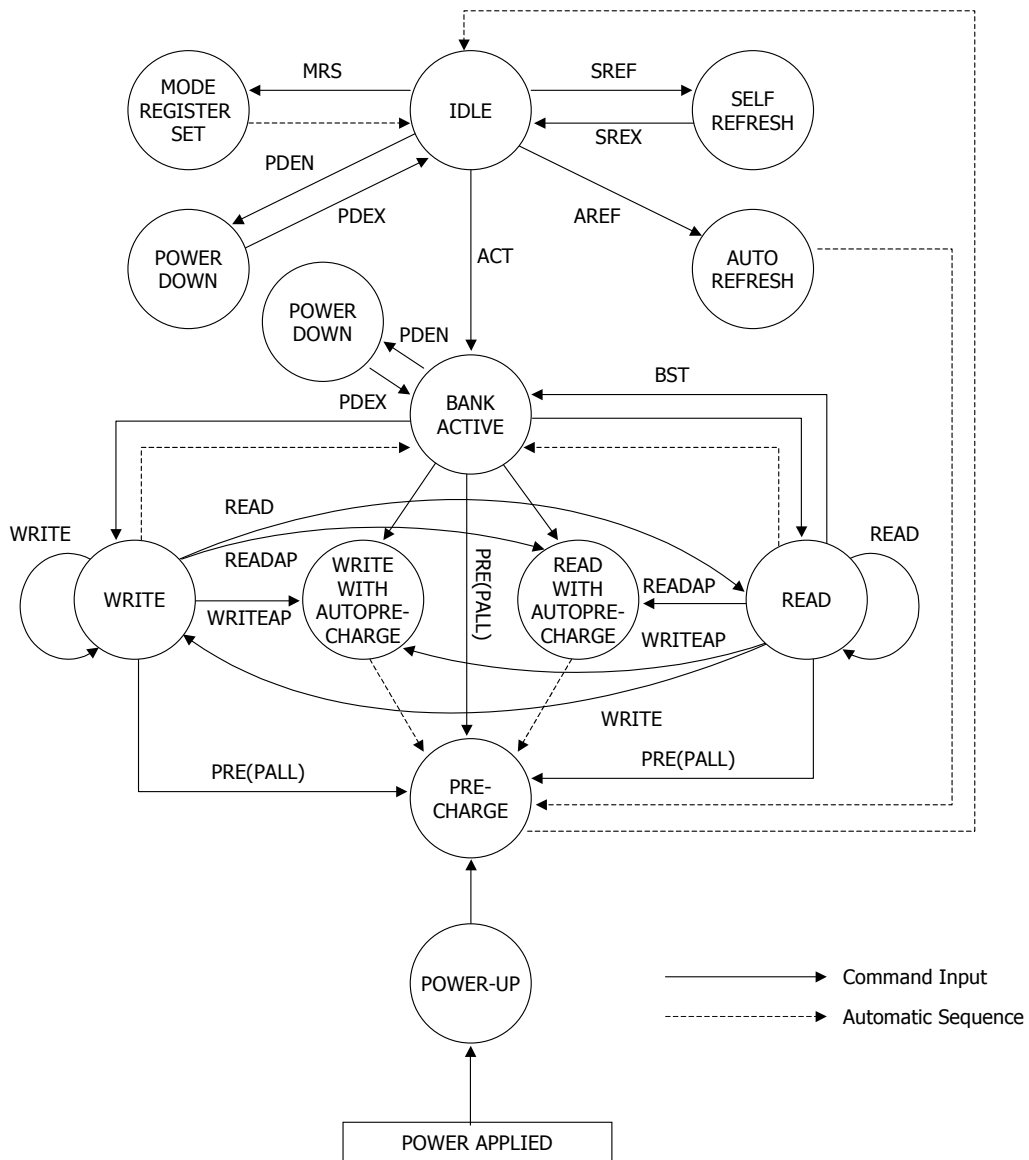 MRS
SREF
MODE
REGISTER
SET
IDLE
SELF
REFRESH
SREX
PDEN
PDEX
AREF
POWER
DOWN
ACT
AUTO
REFRESH
POWER
DOWN
PDEN
BST
PDEX
BANK
ACTIVE
READ
WRITE
READ
READAP
WRITE
WITH
AUTOPRE-
CHARGE
PRE(PALL)
READ
WITH
AUTOPRE-
CHARGE
READAP
WRITE
READ
WRITEAP
WRITEAP
WRITE
PRE(PALL)
PRE(PALL)
PRE-
CHARGE
POWER-UP
Command Input
Automatic Sequence
POWER APPLIED